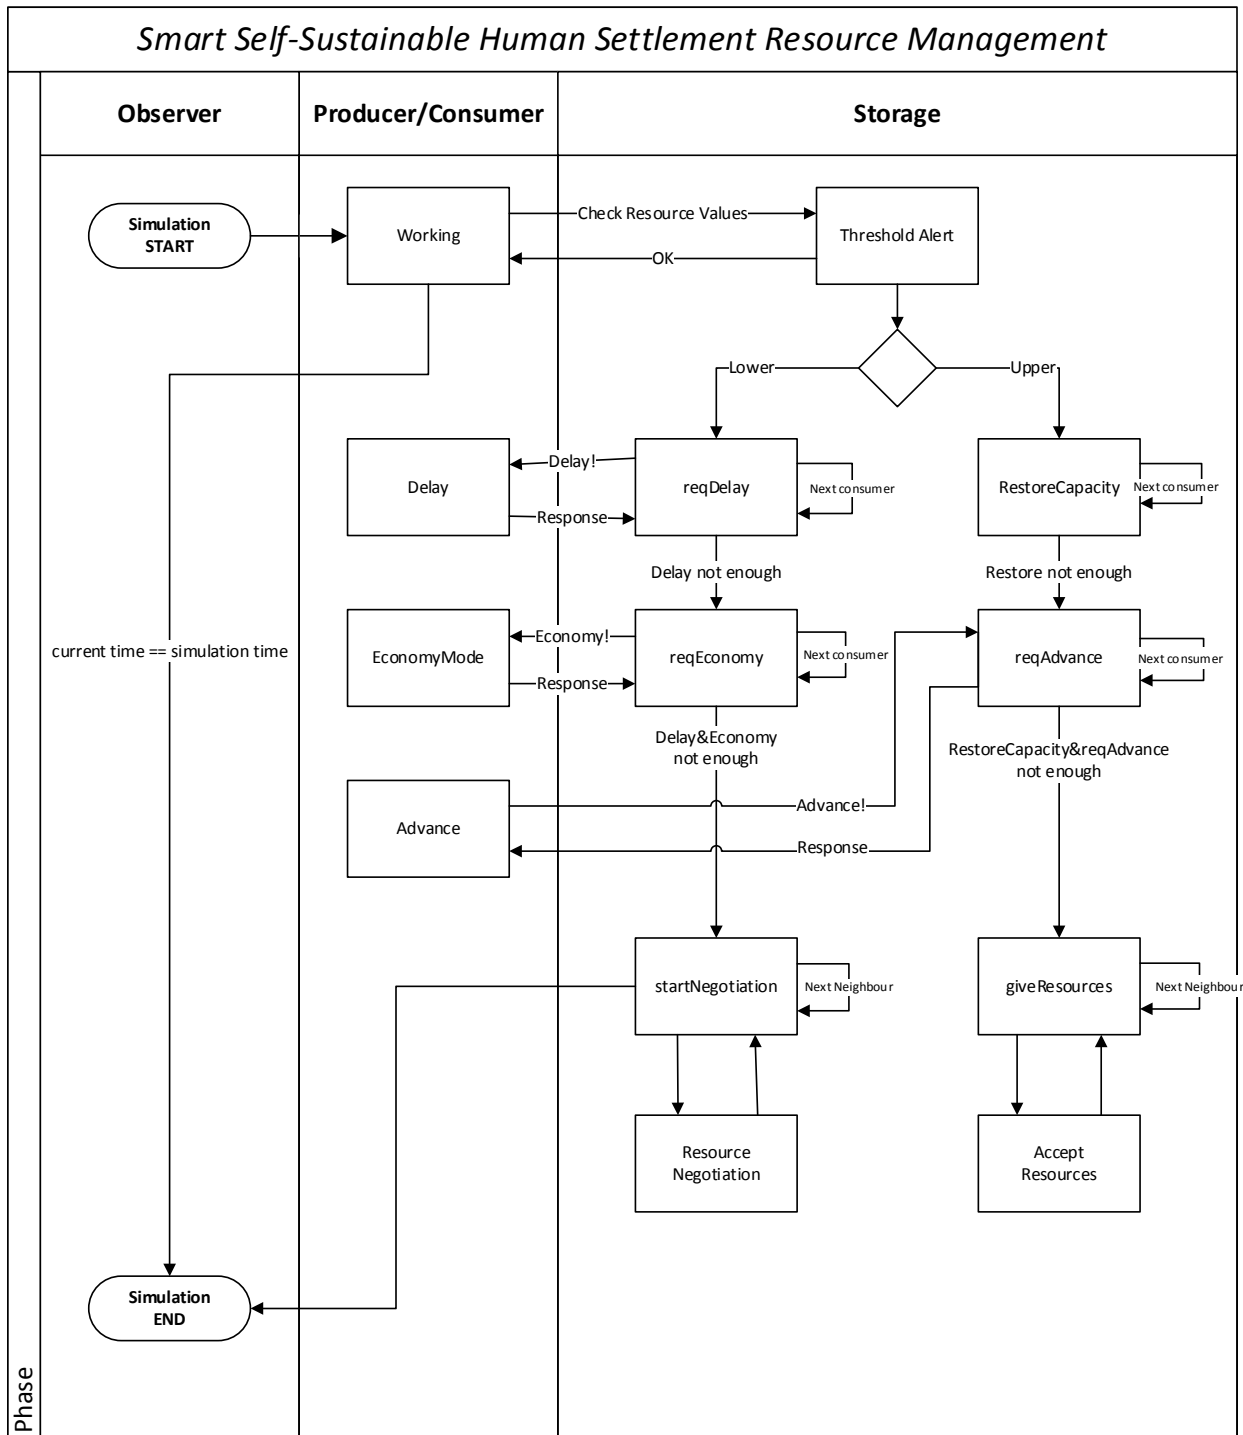 Smart Self-Sustainable Human Settlement Resource Management
Observer
Producer/Consumer
Storage
Simulation
START
Working
Check Resource Values
OK
Threshold Alert
Lower
Upper
Delay
Delay!
Response
reqDelay
Next consumer
RestoreCapacity
Next consumer
Delay not enough
Restore not enough
current time == simulation time
EconomyMode
Economy!
Response
reqEconomy
Next consumer
reqAdvance
Next consumer
Delay&Economy
not enough
RestoreCapacity&reqAdvance
not enough
Advance
Advance!
Response
startNegotiation
Next Neighbour
giveResources
Next Neighbour
Resource
Negotiation
Accept
Resources
Simulation
END
Phase